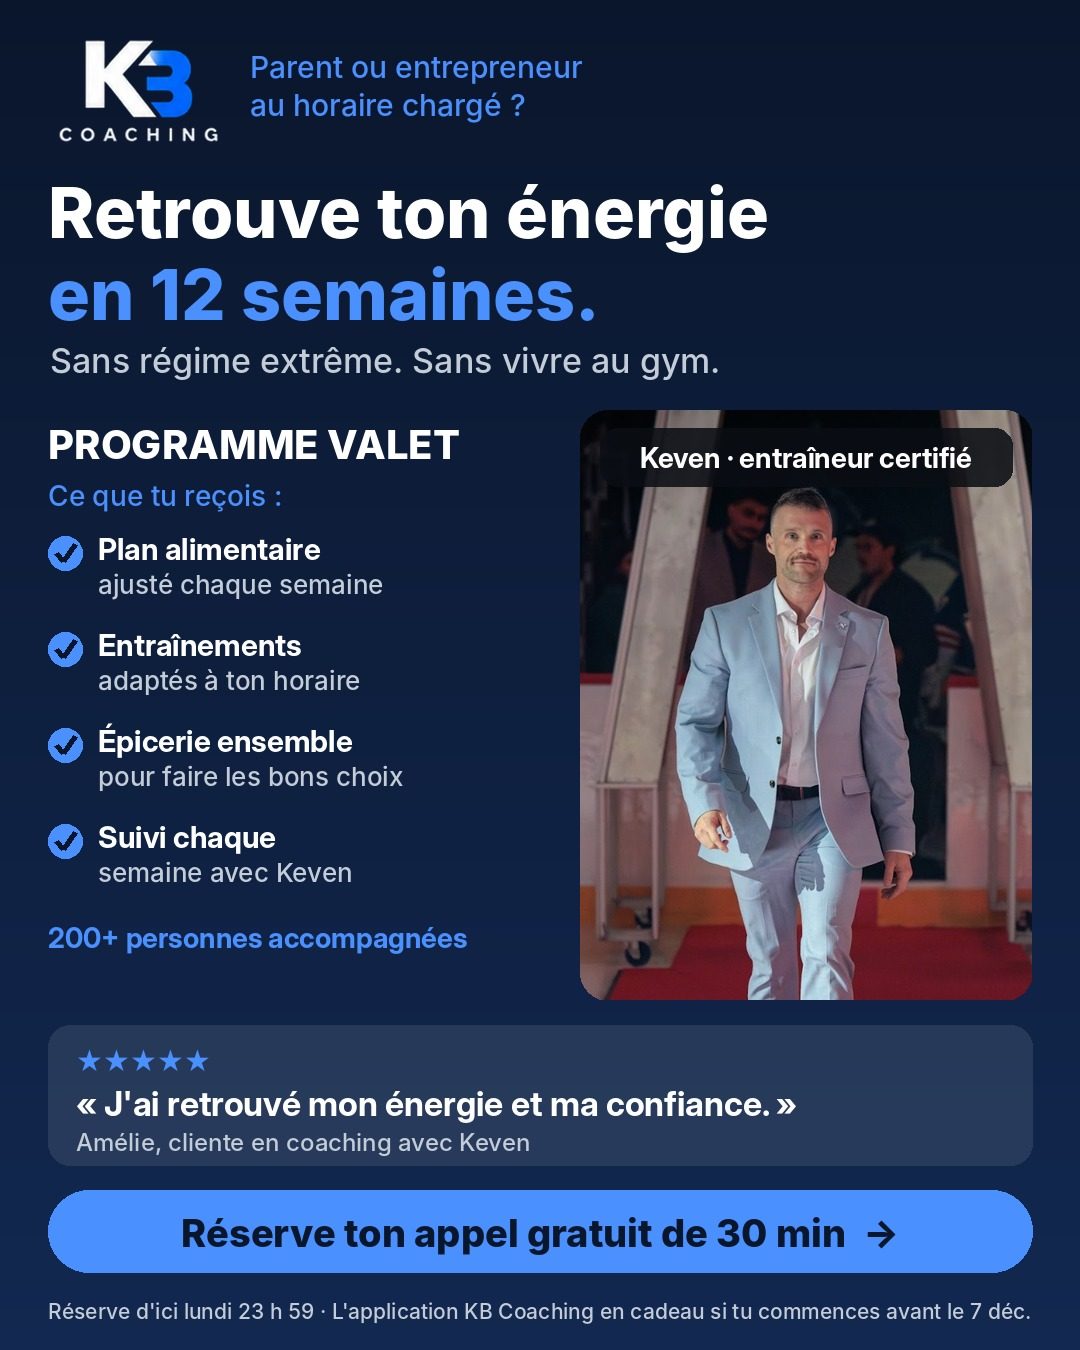 KB
COACHING
Parent ou entrepreneur
au horaire chargé ?
Retrouve ton énergie
en 12 semaines.
Sans régime extrême. Sans vivre au gym.
PROGRAMME VALET
Ce que tu reçois :
Plan alimentaire
ajusté chaque semaine
Entraînements
adaptés à ton horaire
Épicerie ensemble
pour faire les bons choix
Suivi chaque
semaine avec Keven
200+ personnes accompagnées
Keven · entraîneur certifié
★★★★★
« J'ai retrouvé mon énergie et ma confiance. »
Amélie, cliente en coaching avec Keven
Réserve ton appel gratuit de 30 min →
Réserve d'ici lundi 23 h 59 · L'application KB Coaching en cadeau si tu commences avant le 7 déc.